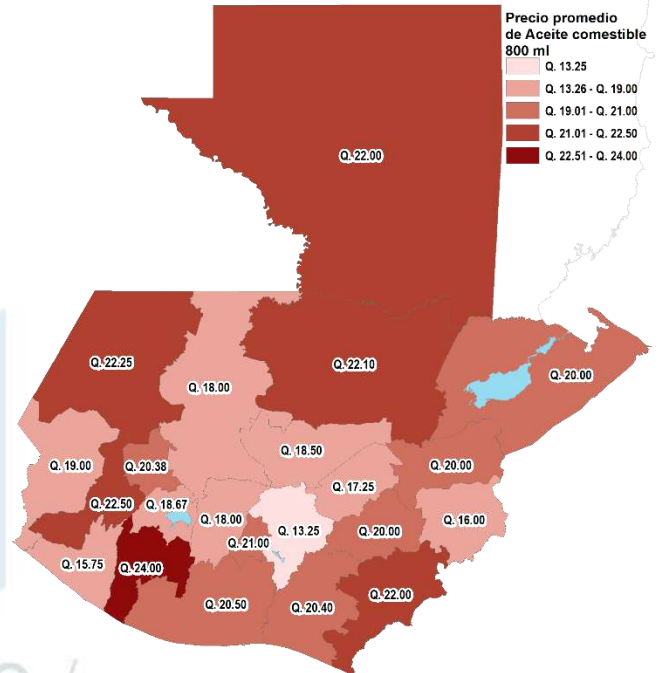 Precio promedio
de Aceite comestible
800 ml
Q. 13.25
Q. 13.26 - Q. 19.00
Q. 19.01 - Q. 21.00
Q. 21.01 - Q. 22.50
Q. 22.51 - Q. 24.00
Q. 22.00
Q. 22.25
Q. 22.10
Q. 18.00
Q. 20.00
Q. 18.50
Q. 19.00
Q. 20.38
Q. 20.00
Q. 17.25
Q. 22.50
Q. 18.67
Q. 18.00
Q. 16.00
Q. 13.25
Q. 20.00
Q. 21.00
Q. 15.75
Q. 24.00
Q. 22.00
Q. 20.50
Q. 20.40